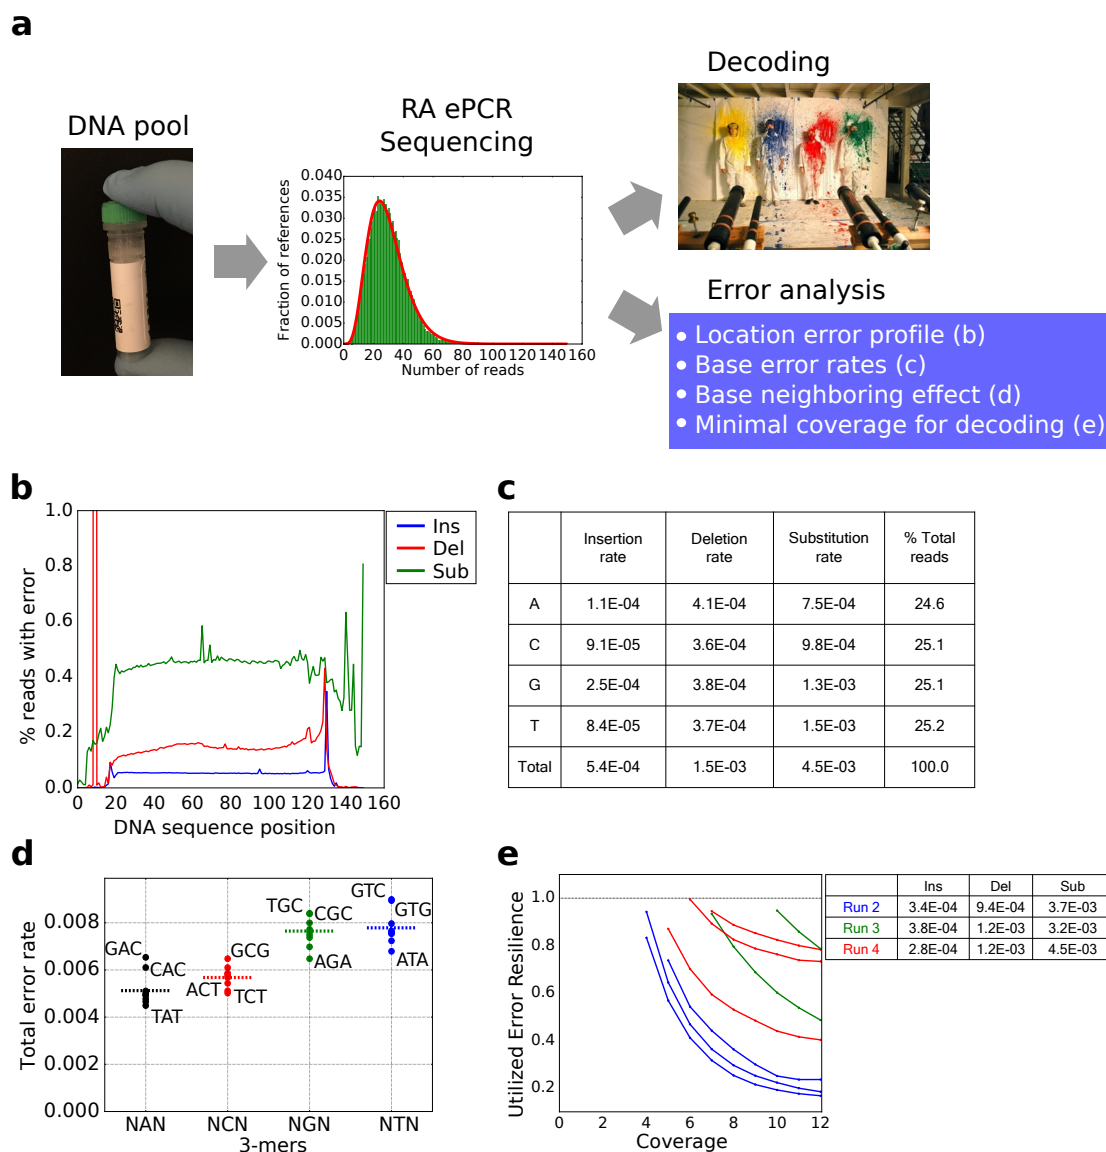 a
DNA pool
RA ePCR
Sequencing
Decoding
Fraction of references
0.040
0.035
0.030
0.025
0.020
0.015
0.010
0.005
0.000
0 20 40 60 80 100 120 140 160
Number of reads
Error analysis
• Location error profile (b)
• Base error rates (c)
• Base neighboring effect (d)
• Minimal coverage for decoding (e)
b
% reads with error
1.0
0.8
0.6
0.4
0.2
0.0
0 20 40 60 80 100 120 140 160
DNA sequence position
Ins
Del
Sub
c
Insertion rate Deletion rate Substitution rate % Total reads
A 1.1E-04 4.1E-04 7.5E-04 24.6
C 9.1E-05 3.6E-04 9.8E-04 25.1
G 2.5E-04 3.8E-04 1.3E-03 25.1
T 8.4E-05 3.7E-04 1.5E-03 25.2
Total 5.4E-04 1.5E-03 4.5E-03 100.0
d
Total error rate
0.008
0.006
0.004
0.002
0.000
GAC
CAC
TAT
GCG
ACT
TCT
TGC
CGC
AGA
GTC
GTG
ATA
NAN NCN NGN NTN
3-mers
e
Utilized Error Resilience
1.0
0.8
0.6
0.4
0.2
0 2 4 6 8 10 12
Coverage
Ins Del Sub
Run 2 3.4E-04 9.4E-04 3.7E-03
Run 3 3.8E-04 1.2E-03 3.2E-03
Run 4 2.8E-04 1.2E-03 4.5E-03